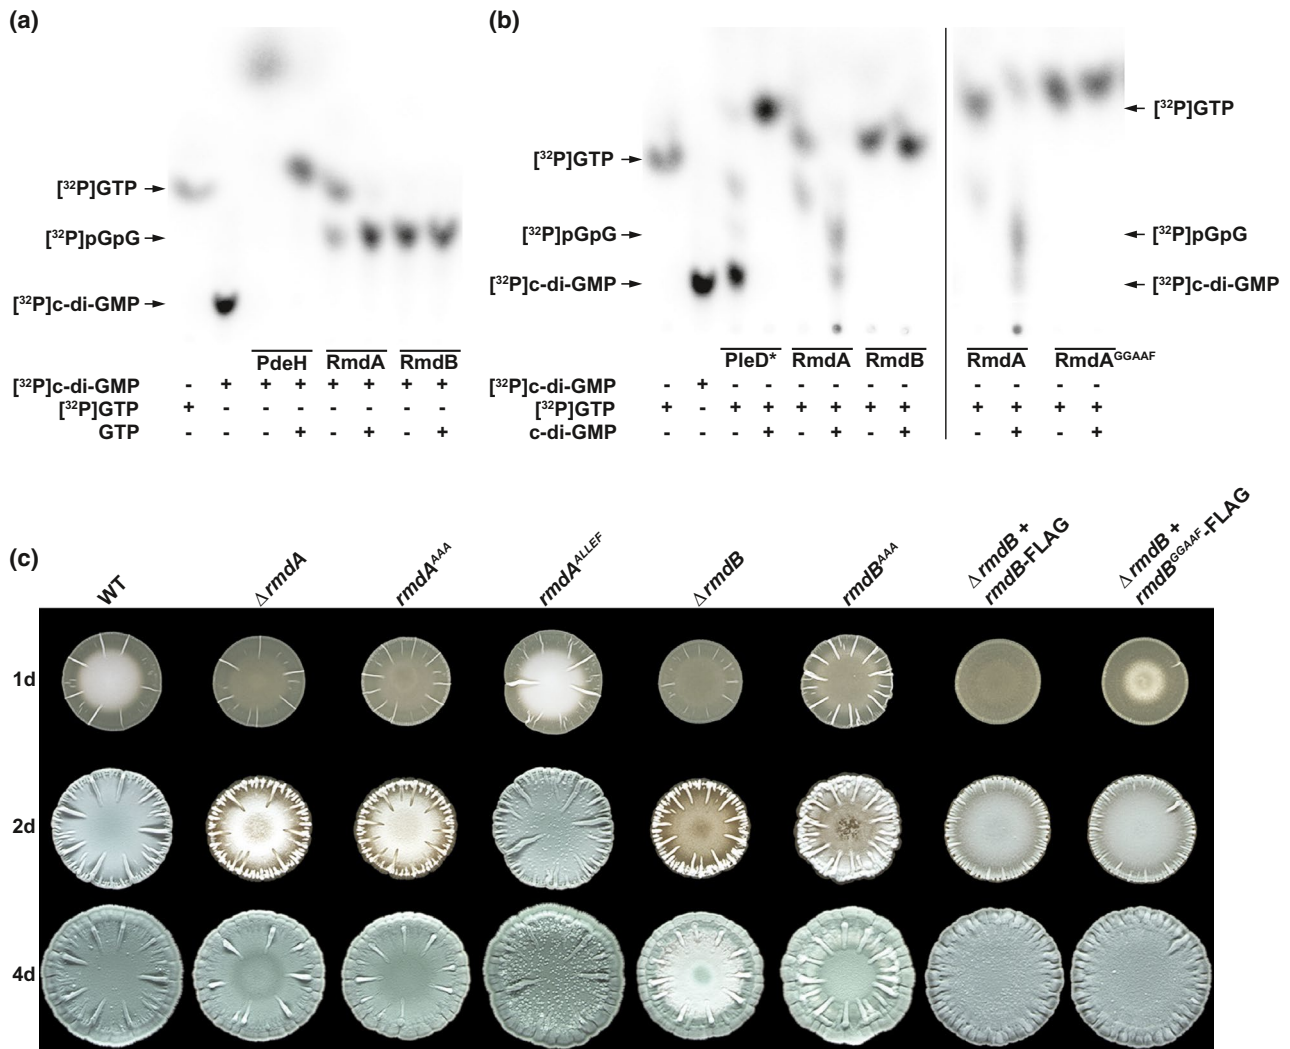 (a)
[³²P]GTP
[³²P]pGpG
[³²P]c-di-GMP
PdeH RmdA RmdB
[³²P]c-di-GMP - + + + + + + +
[³²P]GTP + - - - - - - -
GTP - - - + - + - +
(b)
[³²P]GTP
[³²P]pGpG
[³²P]c-di-GMP
[³²P]GTP
[³²P]pGpG
[³²P]c-di-GMP
PleD* RmdA RmdB RmdA RmdAᴳᴳᴬᴬF
[³²P]c-di-GMP - + - - - - - - - - - -
[³²P]GTP + - + + + + + + + + + +
c-di-GMP - - - + - + - + - + - +
(c)
WT
ΔrmdA
rmdAᴬᴬᴬ
rmdAᴬᴸᴸᴱF
ΔrmdB
rmdBᴬᴬᴬ
ΔrmdB +
rmdB-FLAG
ΔrmdB +
rmdBᴳᴳᴬᴬF-FLAG
1d
2d
4d